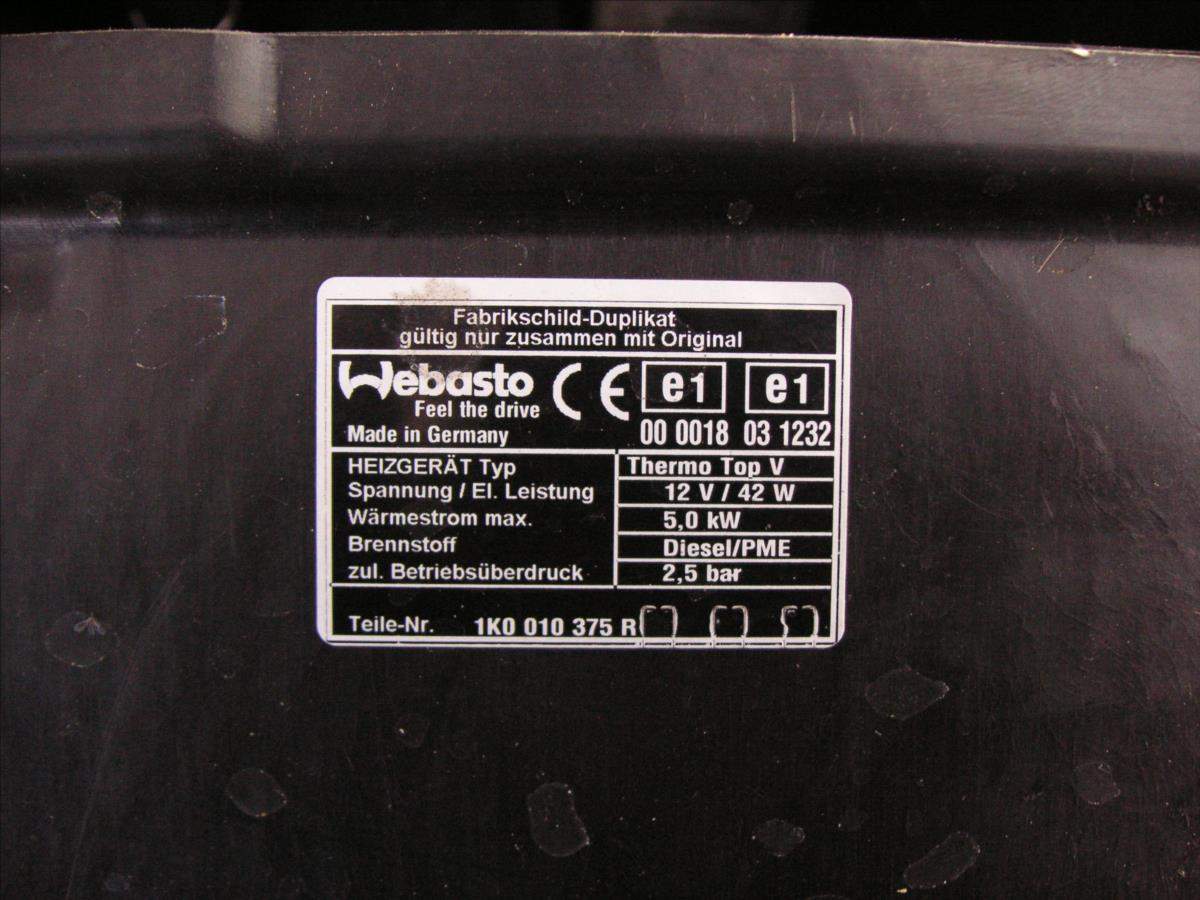 Fabrikschild-Duplikat
gültig nur zusammen mit Original
Webasto CE e1 e1
Feel the drive
Made in Germany 00 0018 03 1232
HEIZGERÄT Typ Thermo Top V
Spannung / El. Leistung 12 V / 42 W
Wärmestrom max. 5,0 kW
Brennstoff Diesel/PME
zul. Betriebsüberdruck 2,5 bar
Teile-Nr. 1K0 010 375 R